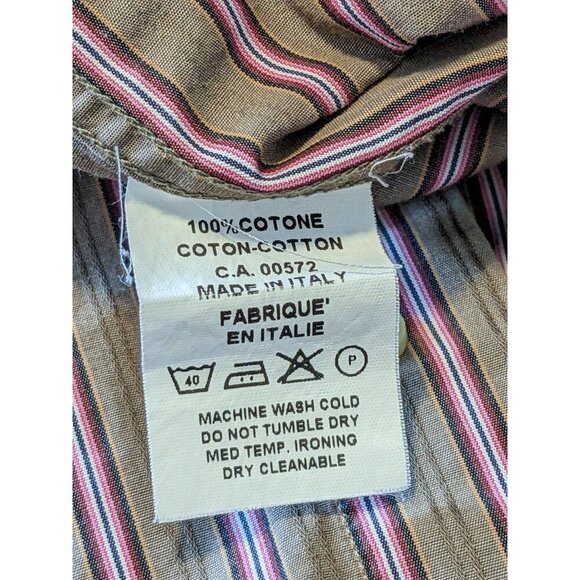 100% COTONE
COTON-COTTON
C.A. 00572
MADE IN ITALY
FABRIQUE'
EN ITALIE
40 P
MACHINE WASH COLD
DO NOT TUMBLE DRY
MED TEMP. IRONING
DRY CLEANABLE